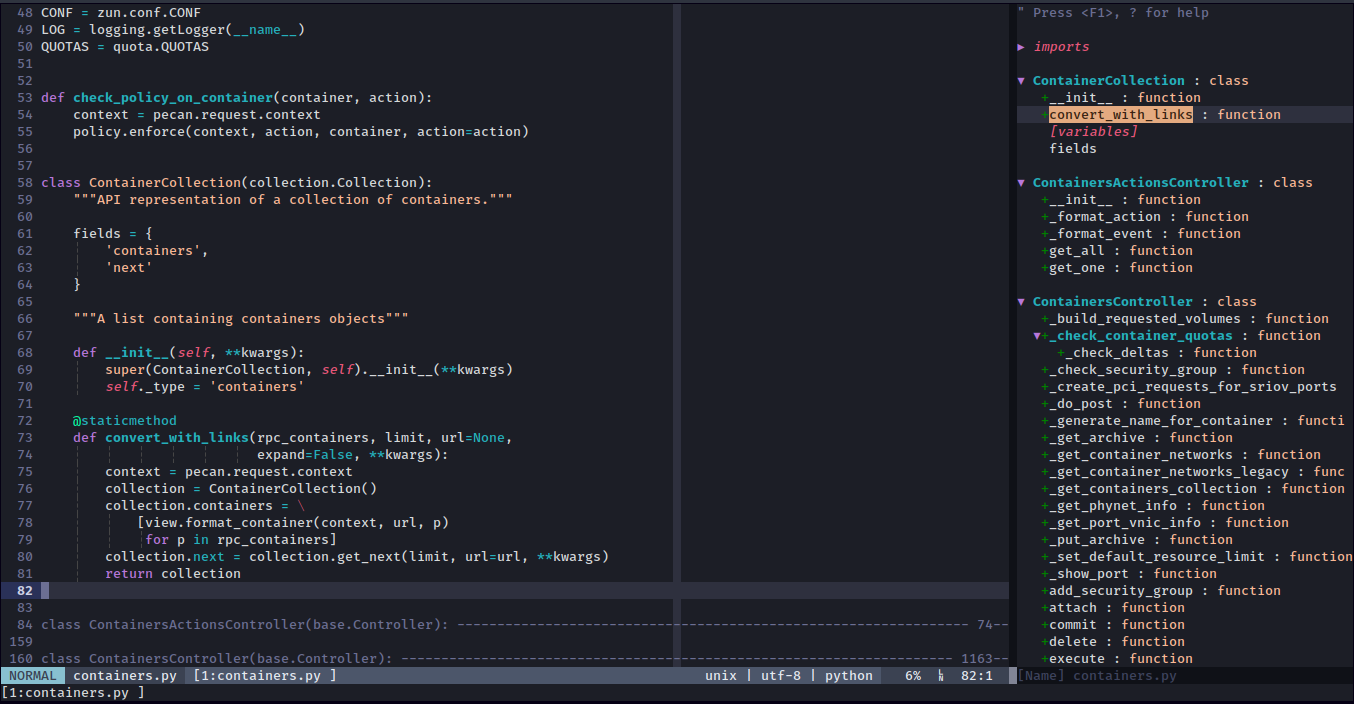 48 CONF = zun.conf.CONF
49 LOG = logging.getLogger(__name__)
50 QUOTAS = quota.QUOTAS
51
52
53 def check_policy_on_container(container, action):
54     context = pecan.request.context
55     policy.enforce(context, action, container, action=action)
56
57
58 class ContainerCollection(collection.Collection):
59     """API representation of a collection of containers."""
60
61     fields = {
62         'containers',
63         'next'
64     }
65
66     """A list containing containers objects"""
67
68     def __init__(self, **kwargs):
69         super(ContainerCollection, self).__init__(**kwargs)
70         self._type = 'containers'
71
72     @staticmethod
73     def convert_with_links(rpc_containers, limit, url=None,
74                            expand=False, **kwargs):
75         context = pecan.request.context
76         collection = ContainerCollection()
77         collection.containers = \
78             [view.format_container(context, url, p)
79              for p in rpc_containers]
80         collection.next = collection.get_next(limit, url=url, **kwargs)
81         return collection
82
83
84 class ContainersActionsController(base.Controller): ---------------------------------------------------------------- 74--
159
160 class ContainersController(base.Controller): --------------------------------------------------------------------- 1163--
NORMAL containers.py [1:containers.py ] unix | utf-8 | python 6% ㏑ 82:1
[1:containers.py ]
" Press <F1>, ? for help
▶ imports
▼ ContainerCollection : class
+__init__ : function
+convert_with_links : function
[variables]
fields
▼ ContainersActionsController : class
+__init__ : function
+_format_action : function
+_format_event : function
+get_all : function
+get_one : function
▼ ContainersController : class
+_build_requested_volumes : function
▼+_check_container_quotas : function
+_check_deltas : function
+_check_security_group : function
+_create_pci_requests_for_sriov_ports
+_do_post : function
+_generate_name_for_container : functi
+_get_archive : function
+_get_container_networks : function
+_get_container_networks_legacy : func
+_get_containers_collection : function
+_get_phynet_info : function
+_get_port_vnic_info : function
+_put_archive : function
+_set_default_resource_limit : function
+_show_port : function
+add_security_group : function
+attach : function
+commit : function
+delete : function
+execute : function
[Name] containers.py